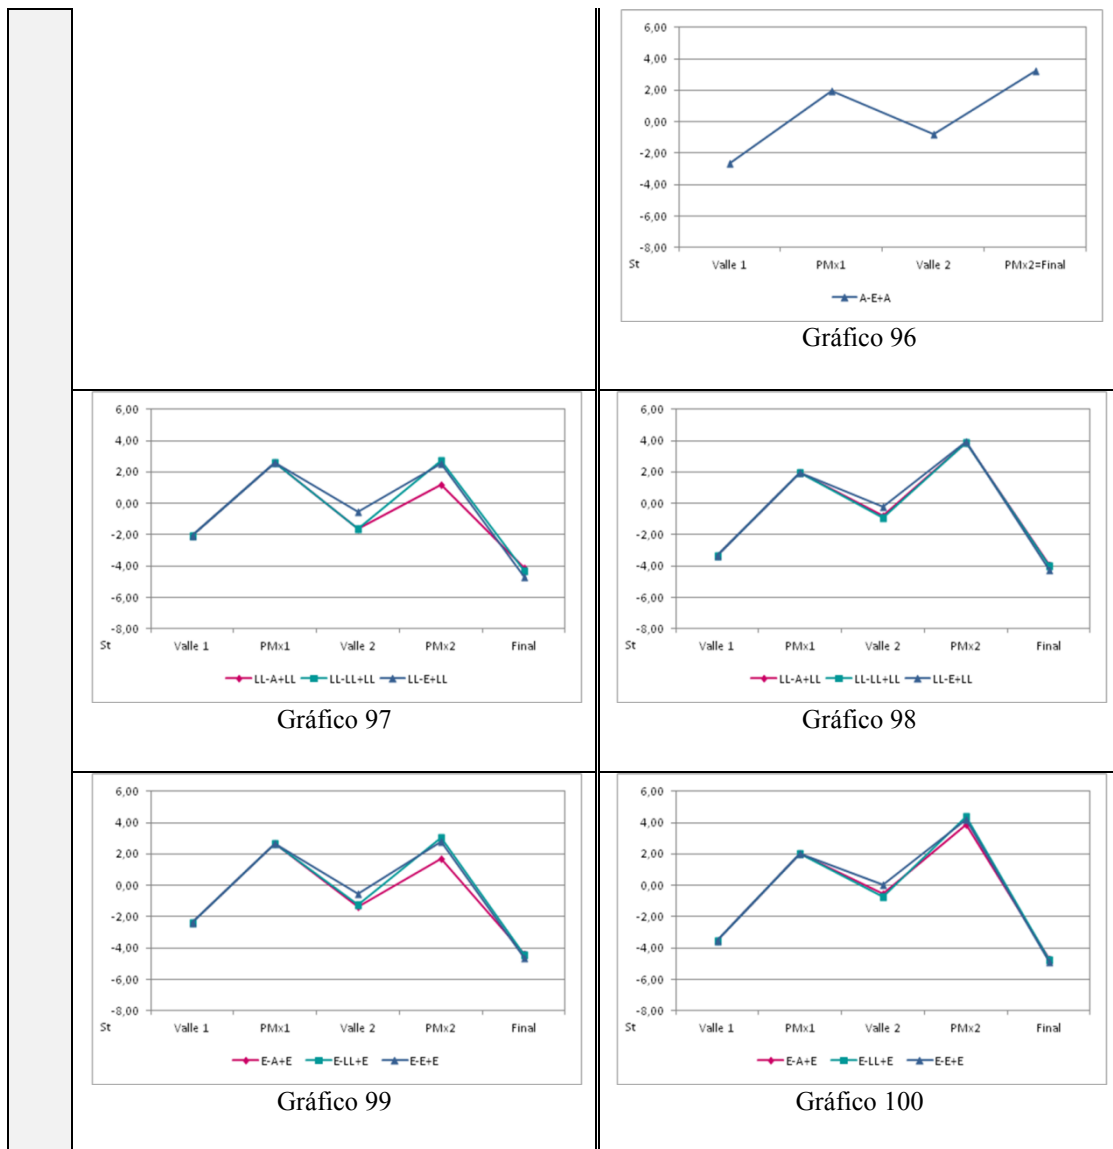 6,00
4,00
2,00
0,00
-2,00
-4,00
-6,00
-8,00
St Valle 1 PMx1 Valle 2 PMx2=Final
A-E+A
Gráfico 96
6,00
4,00
2,00
0,00
-2,00
-4,00
-6,00
-8,00
St Valle 1 PMx1 Valle 2 PMx2 Final
LL-A+LL LL-LL+LL LL-E+LL
Gráfico 97
6,00
4,00
2,00
0,00
-2,00
-4,00
-6,00
-8,00
St Valle 1 PMx1 Valle 2 PMx2 Final
LL-A+LL LL-LL+LL LL-E+LL
Gráfico 98
6,00
4,00
2,00
0,00
-2,00
-4,00
-6,00
-8,00
St Valle 1 PMx1 Valle 2 PMx2 Final
E-A+E E-LL+E E-E+E
Gráfico 99
6,00
4,00
2,00
0,00
-2,00
-4,00
-6,00
-8,00
St Valle 1 PMx1 Valle 2 PMx2 Final
E-A+E E-LL+E E-E+E
Gráfico 100